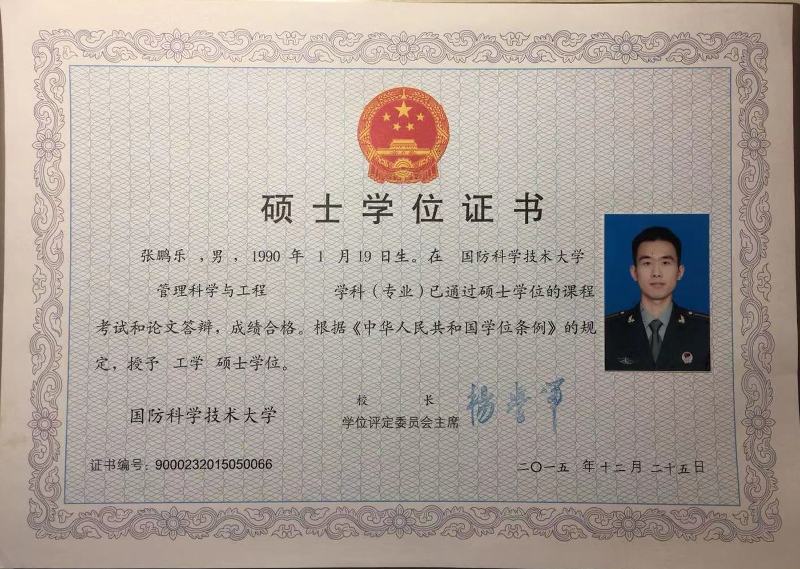 硕士学位证书
张鹏乐 ,男 , 1990 年 1 月 19 日生。在 国防科学技术大学
管理科学与工程 学科(专业)已通过硕士学位的课程
考试和论文答辩，成绩合格。根据《中华人民共和国学位条例》的规
定，授予 工学 硕士学位。
校 长
国防科学技术大学 学位评定委员会主席 杨学军
证书编号：9000232015050066 二〇一五 年 十二 月 二十五 日